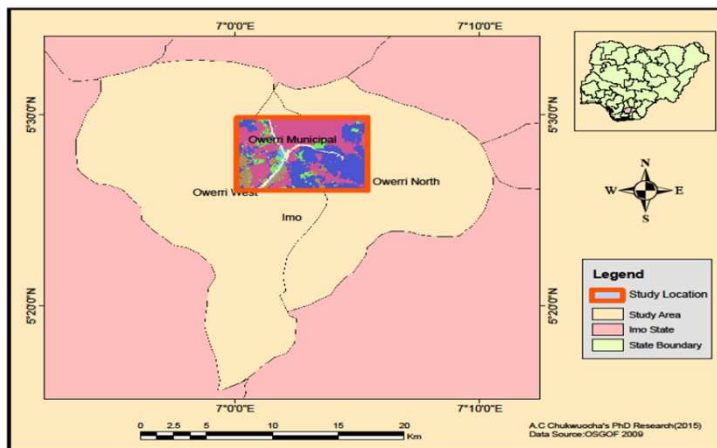 7°0'0"E
7°10'0"E
5°30'0"N
5°30'0"N
Owerri Municipal
Owerri West
Owerri North
Imo
N
W
E
S
5°20'0"N
5°20'0"N
Legend
Study Location
Study Area
Imo State
State Boundary
7°0'0"E
7°10'0"E
0 2.5 5 10 15 20
Km
A.C Chukwuocha's PhD Research(2015)
Data Source:OSGOF 2009